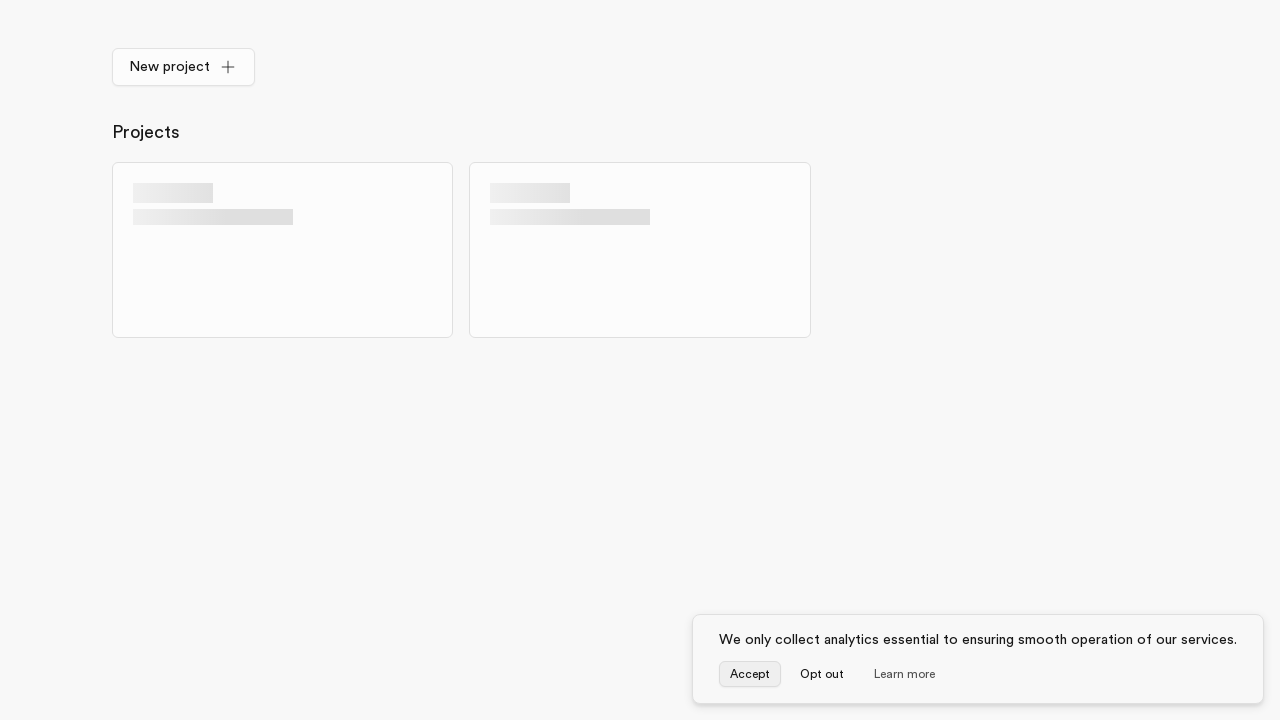 New project
Projects
We only collect analytics essential to ensuring smooth operation of our services.
Accept Opt out Learn more